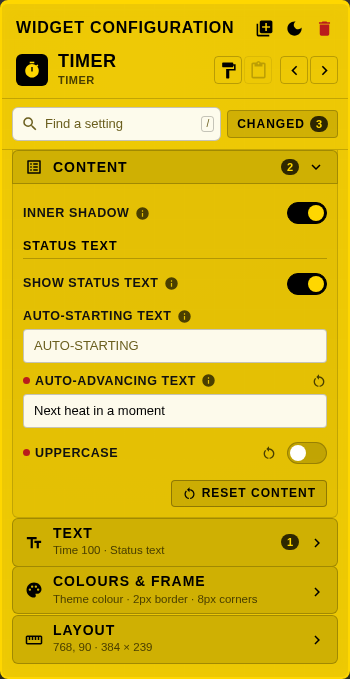 WIDGET CONFIGURATION
TIMER
TIMER
Find a setting /
CHANGED 3
CONTENT 2
INNER SHADOW
STATUS TEXT
SHOW STATUS TEXT
AUTO-STARTING TEXT
AUTO-STARTING
AUTO-ADVANCING TEXT
Next heat in a moment
UPPERCASE
RESET CONTENT
TEXT
Time 100 · Status text
1
COLOURS & FRAME
Theme colour · 2px border · 8px corners
LAYOUT
768, 90 · 384 × 239